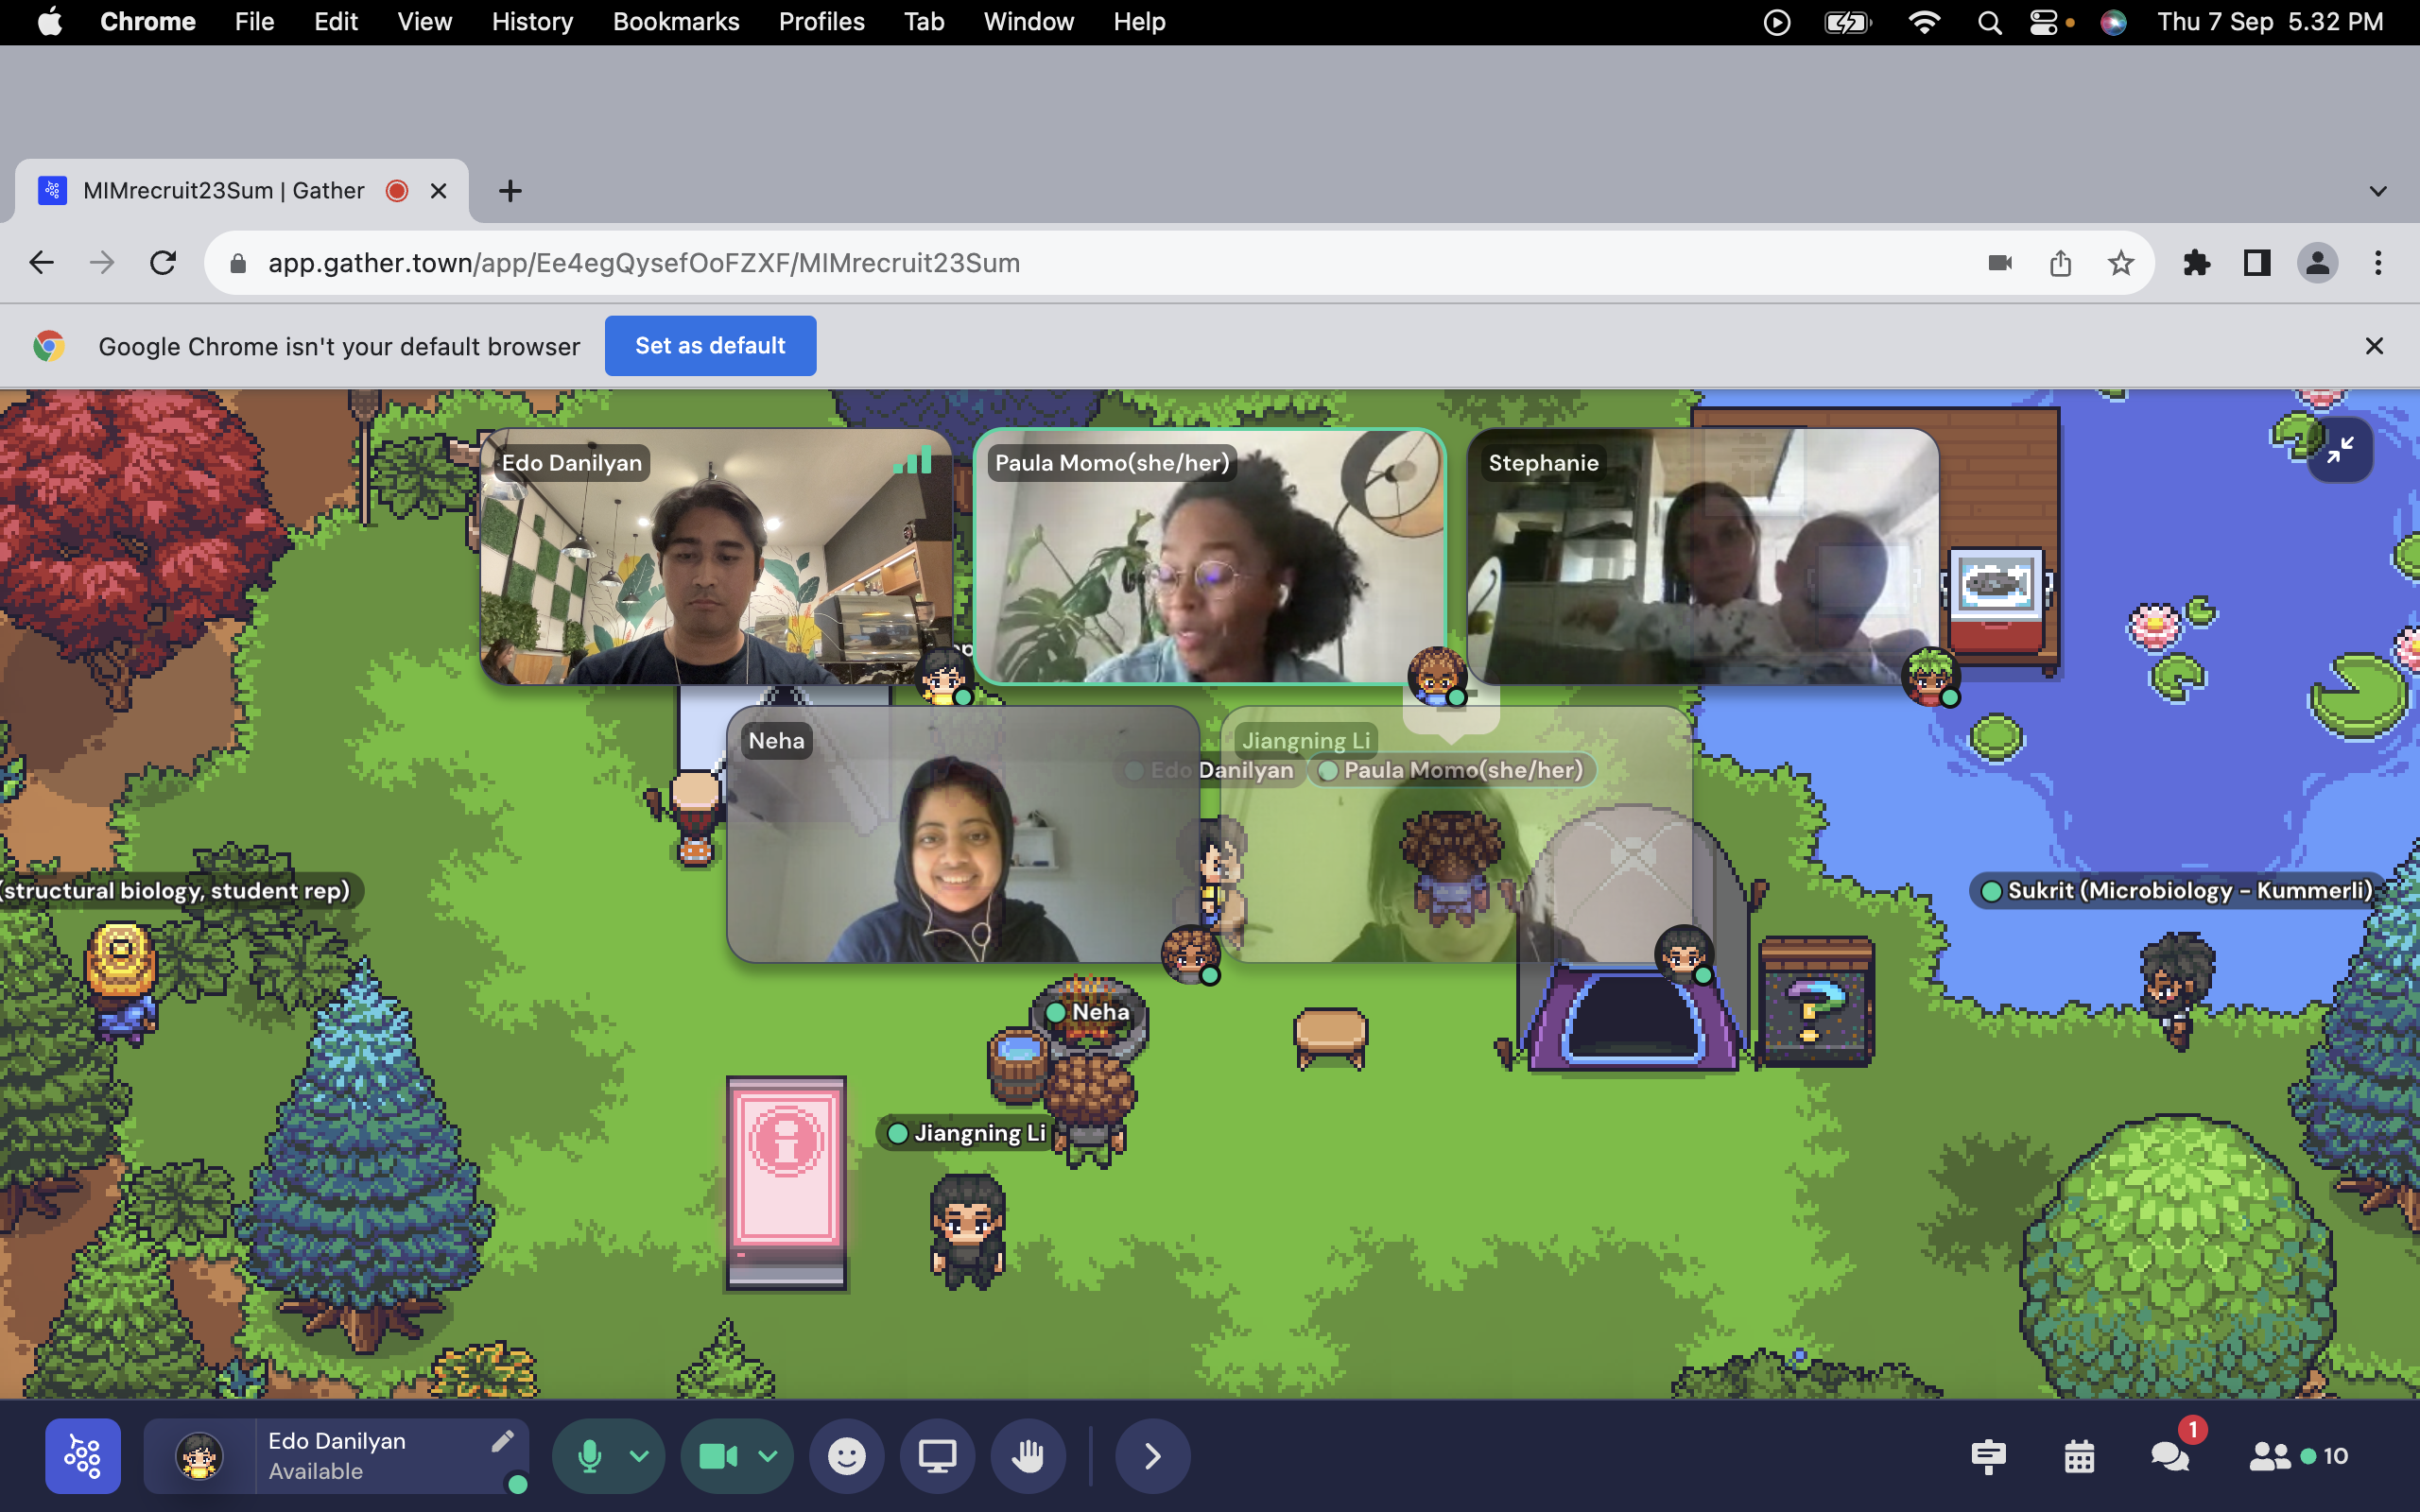 Chrome File Edit View History Bookmarks Profiles Tab Window Help Thu 7 Sep 5.32 PM
MIMrecruit23Sum | Gather
app.gather.town/app/Ee4egQysefOoFZXF/MIMrecruit23Sum
Google Chrome isn't your default browser Set as default
Edo Danilyan Paula Momo(she/her) Stephanie
Neha Jiangning Li
Edo Danilyan Paula Momo(she/her)
(structural biology, student rep) Sukrit (Microbiology - Kummerli)
Neha
Jiangning Li
Edo Danilyan
Available
1
10